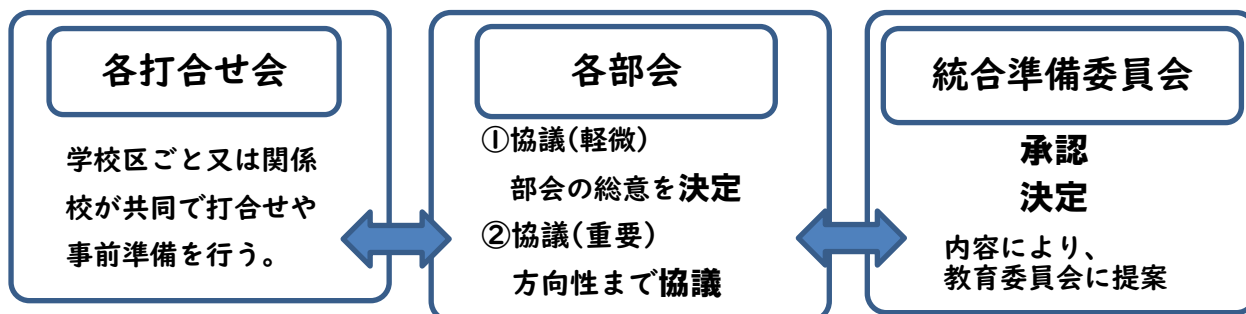 各打合せ会
学校区ごと又は関係
校が共同で打合せや
事前準備を行う。
各部会
①協議(軽微)
部会の総意を決定
②協議(重要)
方向性まで協議
統合準備委員会
承認
決定
内容により、
教育委員会に提案